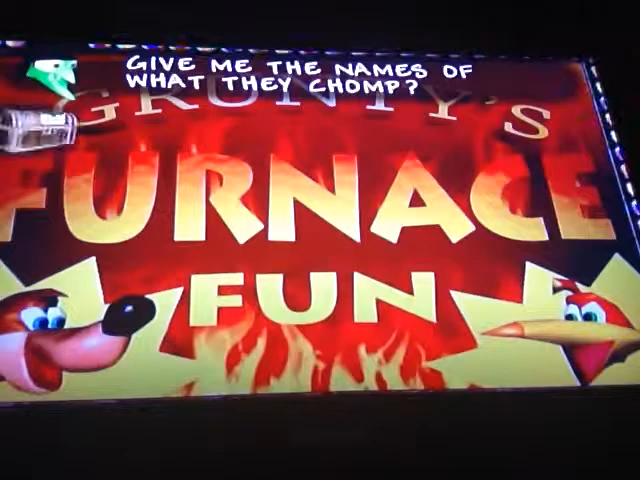 GIVE ME THE NAMES OF
WHAT THEY CHOMP?
GRUNTY'S
FURNACE
FUN